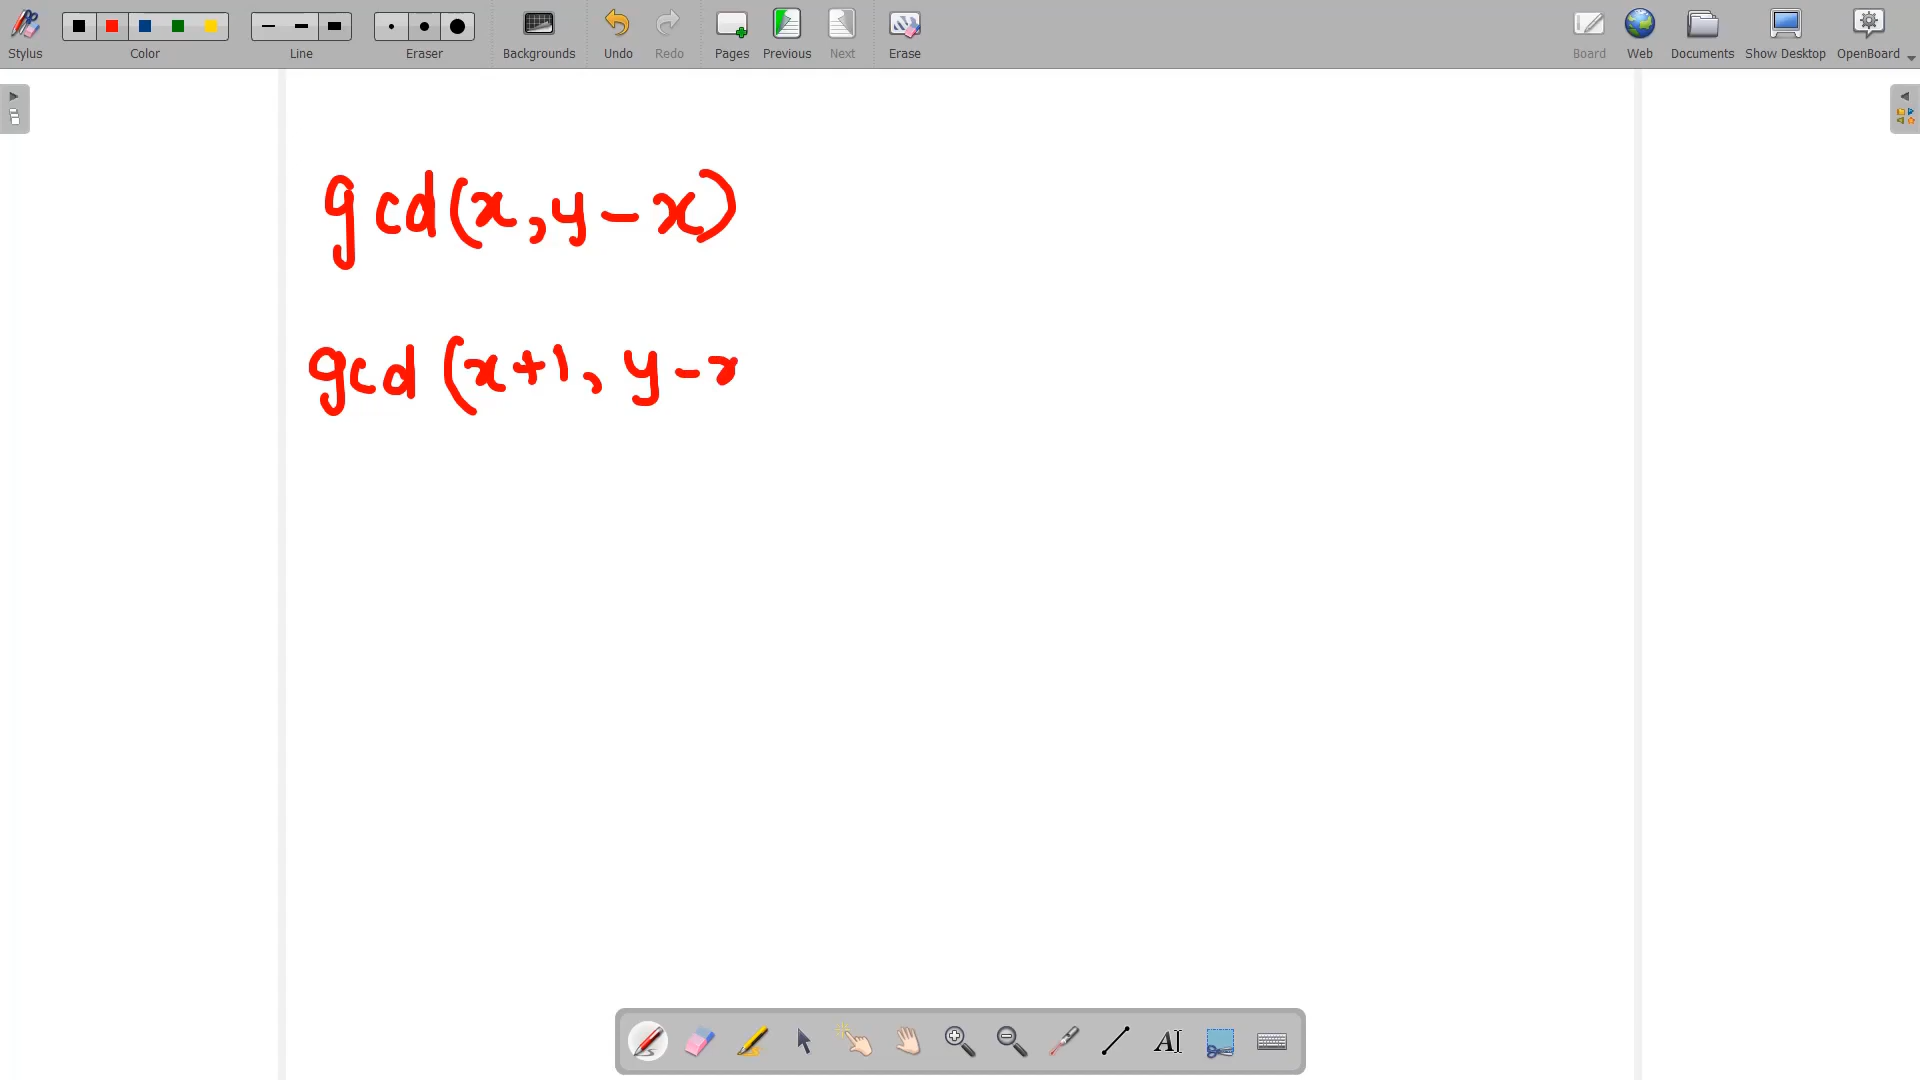 Stylus Color Line Eraser Backgrounds Undo Redo Pages Previous Next Erase Board Web Documents Show Desktop OpenBoard
gcd(x,y-x)
gcd (x+1, y-x
A